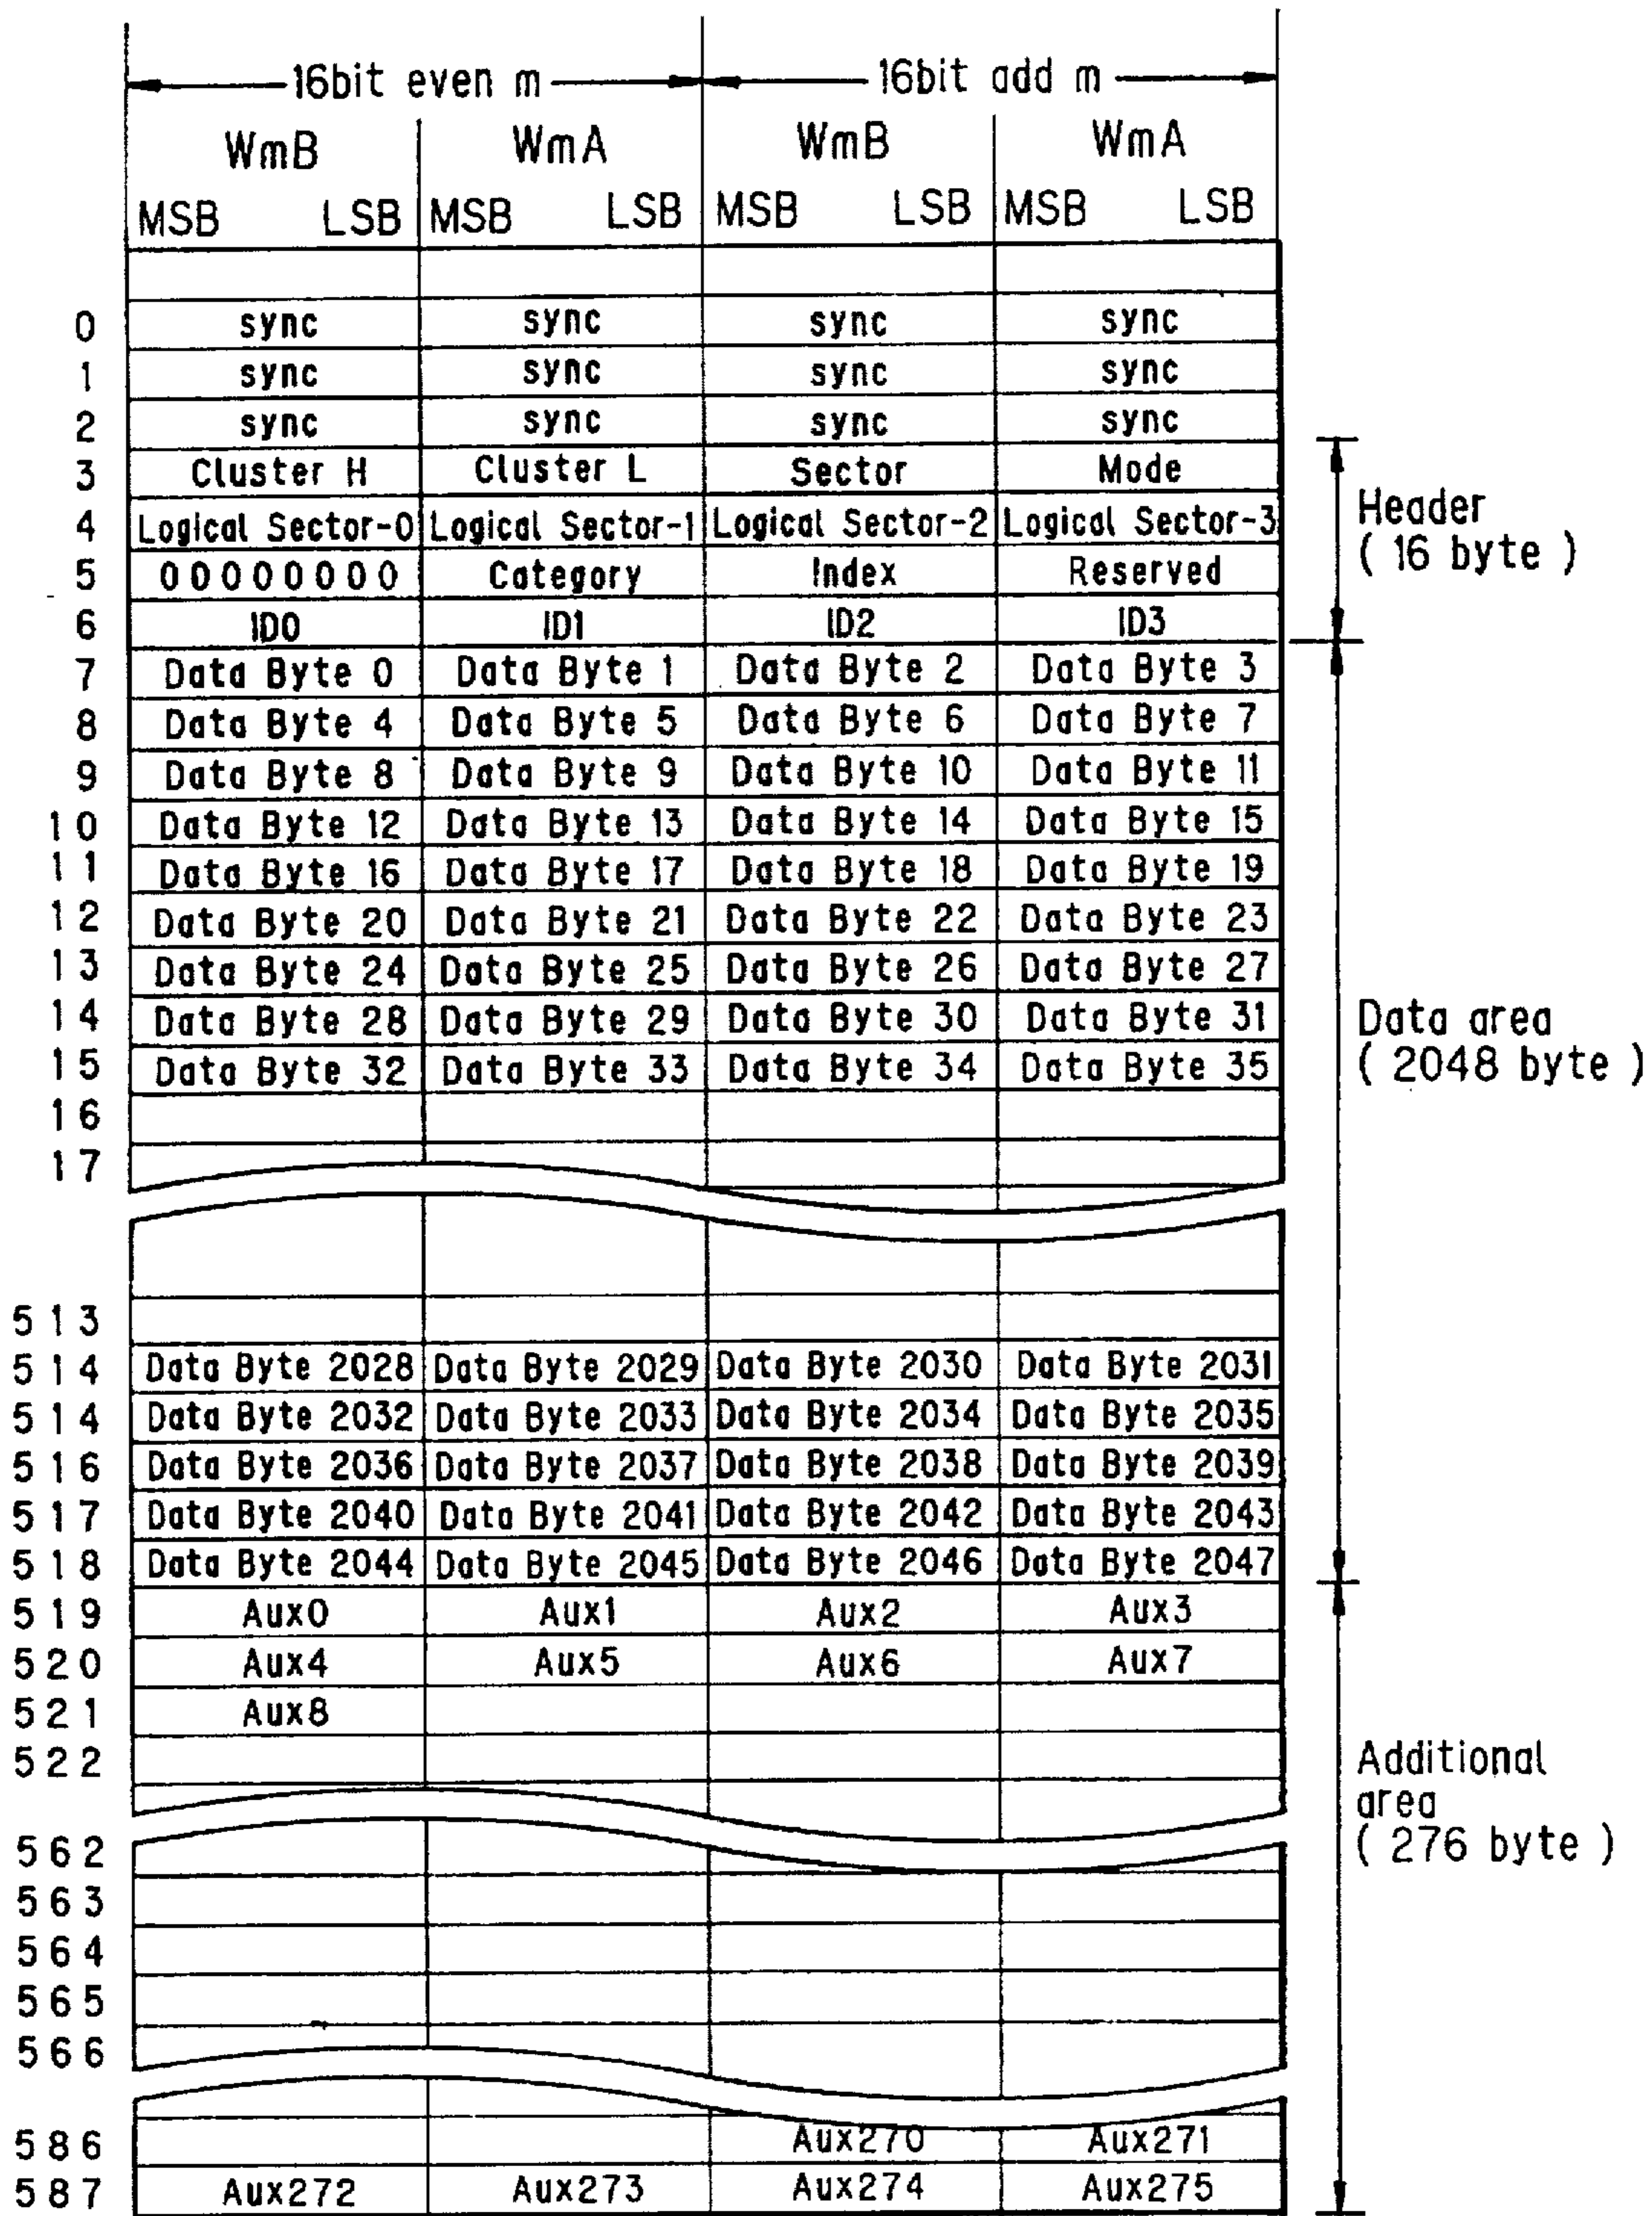 16bit even m 16bit add m
WmB WmA WmB WmA
MSB LSB MSB LSB MSB LSB MSB LSB
0 sync sync sync sync
1 sync sync sync sync
2 sync sync sync sync
3 Cluster H Cluster L Sector Mode
4 Logical Sector-0 Logical Sector-1 Logical Sector-2 Logical Sector-3
Header
( 16 byte )
5 00000000 Category Index Reserved
6 ID0 ID1 ID2 ID3
7 Data Byte 0 Data Byte 1 Data Byte 2 Data Byte 3
8 Data Byte 4 Data Byte 5 Data Byte 6 Data Byte 7
9 Data Byte 8 Data Byte 9 Data Byte 10 Data Byte 11
10 Data Byte 12 Data Byte 13 Data Byte 14 Data Byte 15
11 Data Byte 16 Data Byte 17 Data Byte 18 Data Byte 19
12 Data Byte 20 Data Byte 21 Data Byte 22 Data Byte 23
13 Data Byte 24 Data Byte 25 Data Byte 26 Data Byte 27
14 Data Byte 28 Data Byte 29 Data Byte 30 Data Byte 31
15 Data Byte 32 Data Byte 33 Data Byte 34 Data Byte 35
Data area
( 2048 byte )
16
17
513
514 Data Byte 2028 Data Byte 2029 Data Byte 2030 Data Byte 2031
514 Data Byte 2032 Data Byte 2033 Data Byte 2034 Data Byte 2035
516 Data Byte 2036 Data Byte 2037 Data Byte 2038 Data Byte 2039
517 Data Byte 2040 Data Byte 2041 Data Byte 2042 Data Byte 2043
518 Data Byte 2044 Data Byte 2045 Data Byte 2046 Data Byte 2047
519 Aux0 Aux1 Aux2 Aux3
520 Aux4 Aux5 Aux6 Aux7
521 Aux8
522
Additional
area
( 276 byte )
562
563
564
565
566
586 Aux270 Aux271
587 Aux272 Aux273 Aux274 Aux275